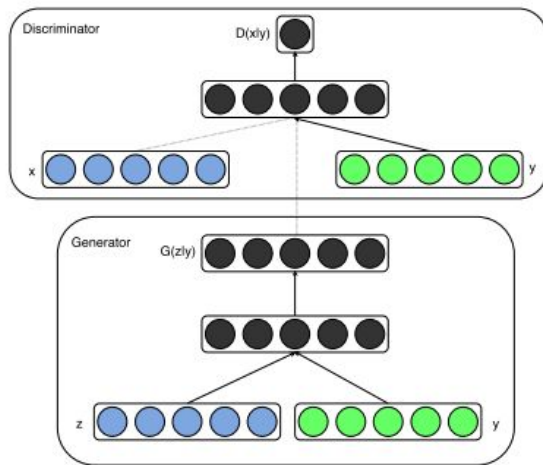 Discriminator
D(x|y)
x
y
Generator
G(z|y)
z
y